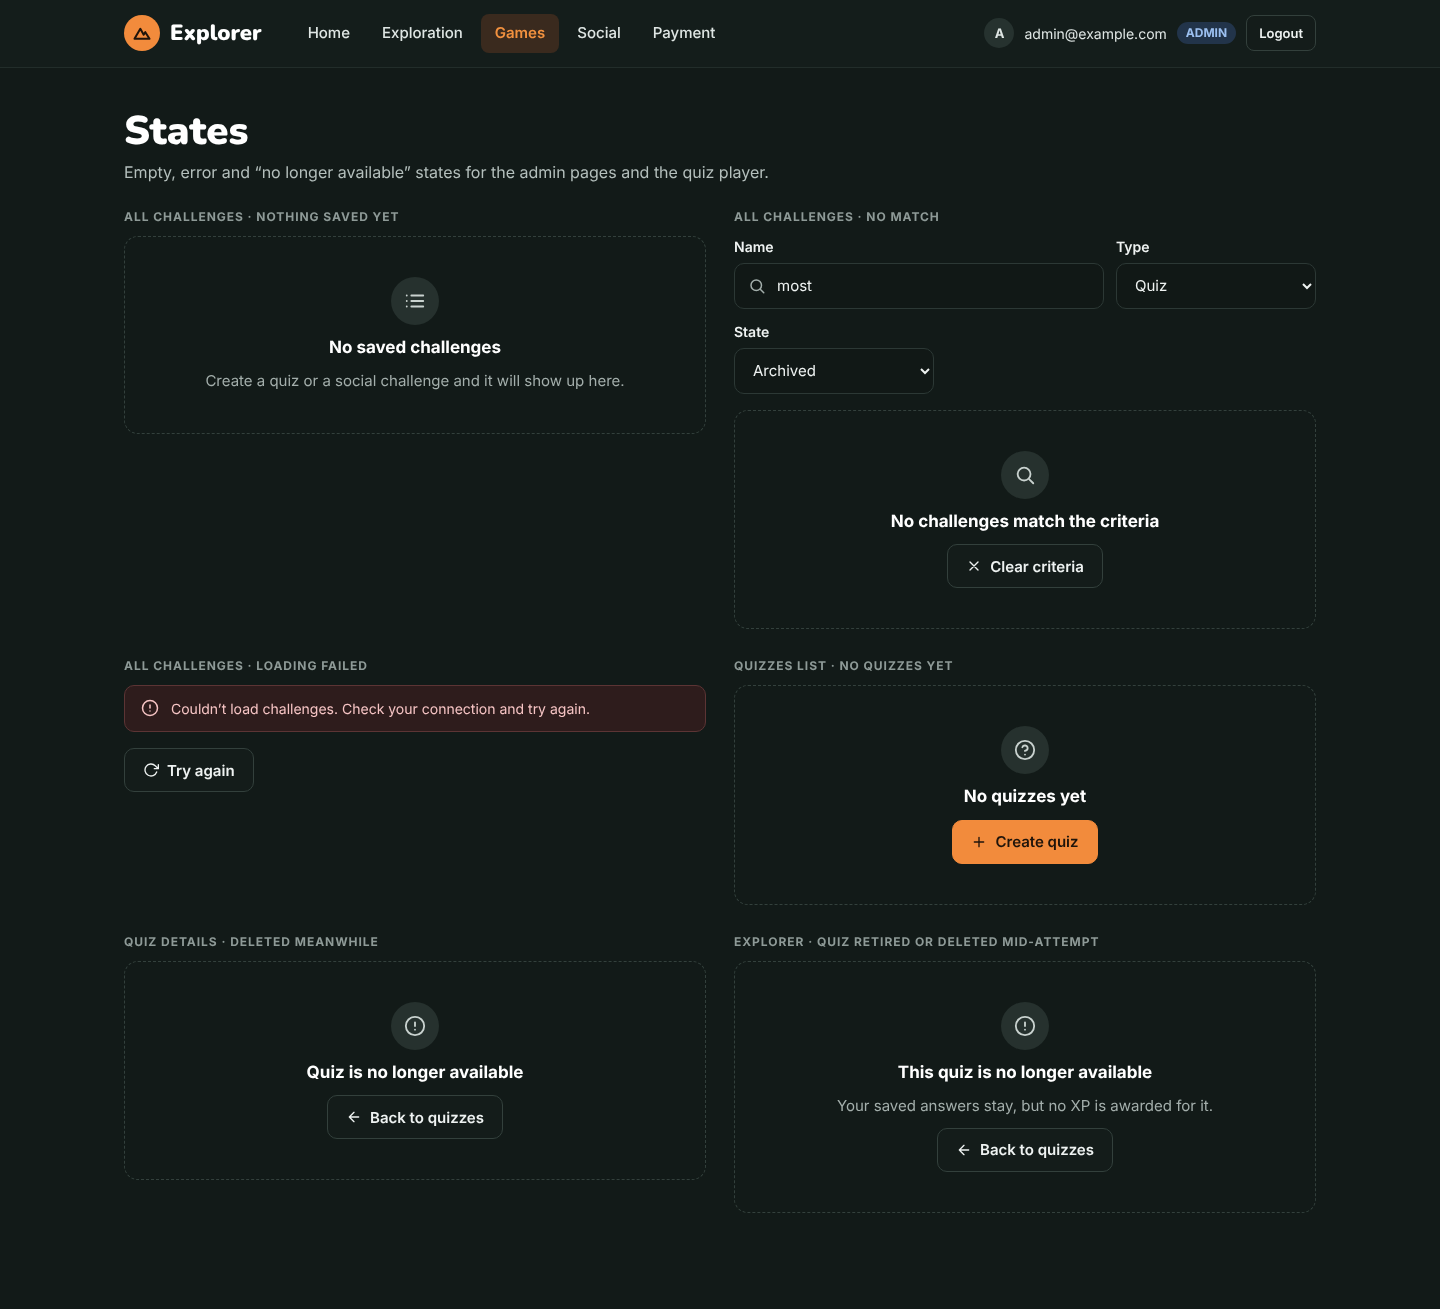 Explorer
Home
Exploration
Games
Social
Payment
A
admin@example.com
ADMIN
Logout
States
Empty, error and “no longer available” states for the admin pages and the quiz player.
ALL CHALLENGES · NOTHING SAVED YET
No saved challenges
Create a quiz or a social challenge and it will show up here.
ALL CHALLENGES · NO MATCH
Name
most
Type
Quiz
State
Archived
No challenges match the criteria
Clear criteria
ALL CHALLENGES · LOADING FAILED
Couldn’t load challenges. Check your connection and try again.
Try again
QUIZZES LIST · NO QUIZZES YET
No quizzes yet
Create quiz
QUIZ DETAILS · DELETED MEANWHILE
Quiz is no longer available
Back to quizzes
EXPLORER · QUIZ RETIRED OR DELETED MID-ATTEMPT
This quiz is no longer available
Your saved answers stay, but no XP is awarded for it.
Back to quizzes